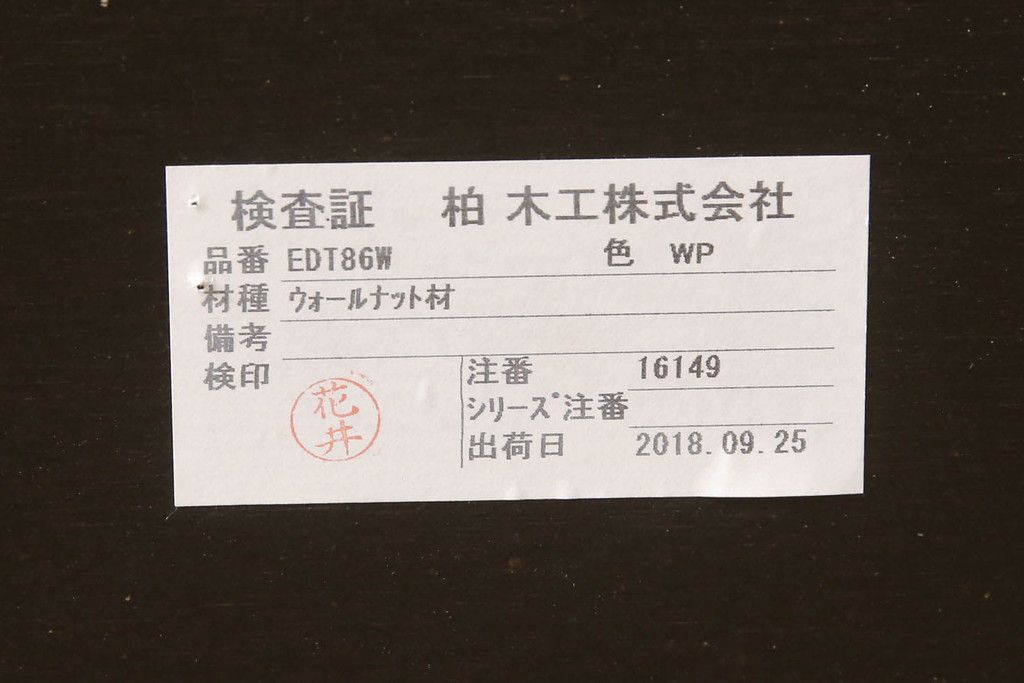 検査証 柏木工株式会社
品番 EDT86W 色 WP
材種 ウォールナット材
備考
検印 花井
注番 16149
シリーズ注番
出荷日 2018.09.25